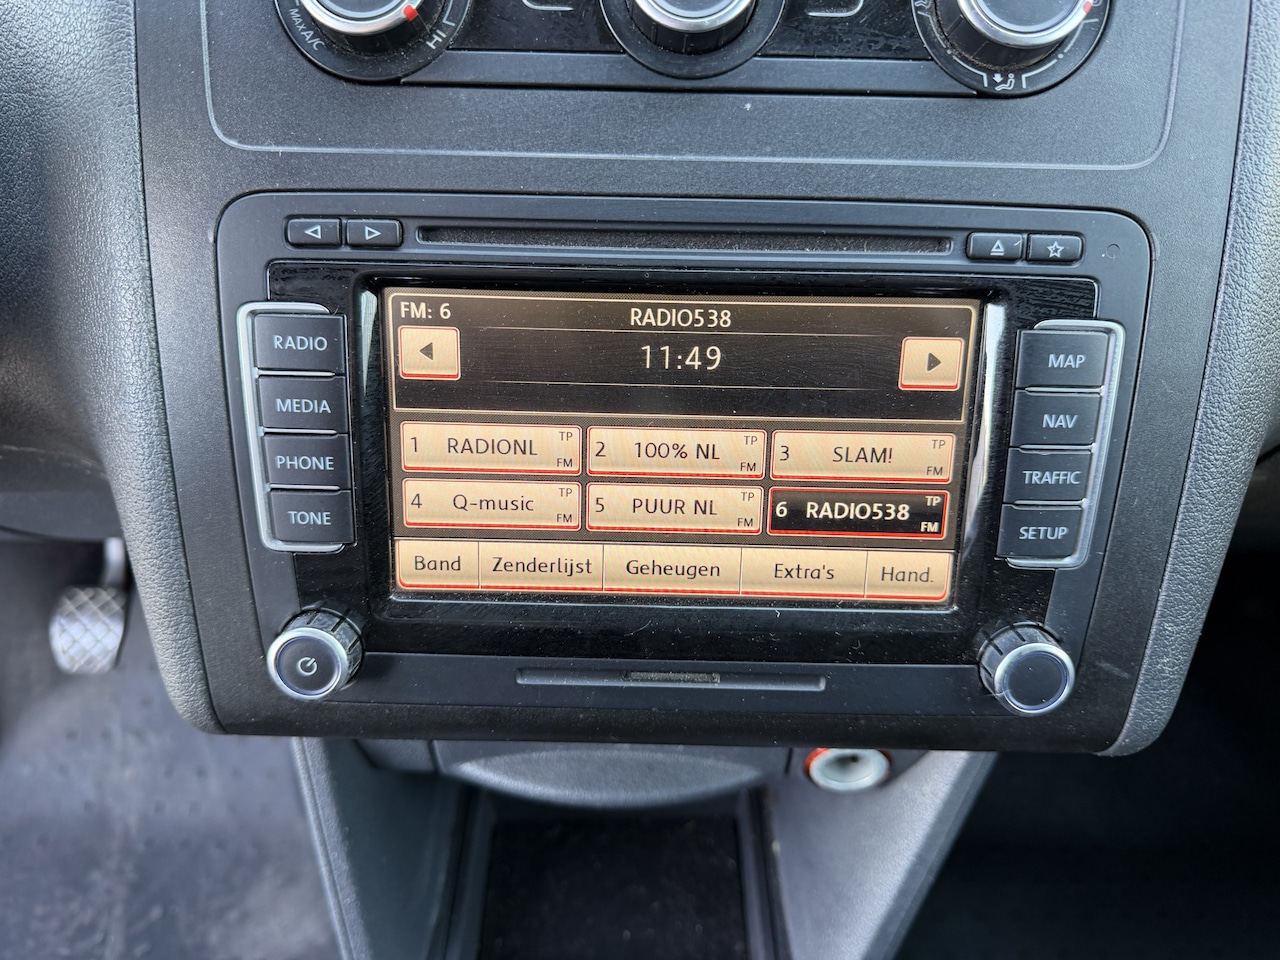 MAX A/C
HI
RADIO
MEDIA
PHONE
TONE
FM: 6
RADIO538
11:49
1 RADIONL TP FM
2 100% NL TP FM
3 SLAM! TP FM
4 Q-music TP FM
5 PUUR NL TP FM
6 RADIO538 TP FM
Band Zenderlijst Geheugen Extra's Hand.
MAP
NAV
TRAFFIC
SETUP